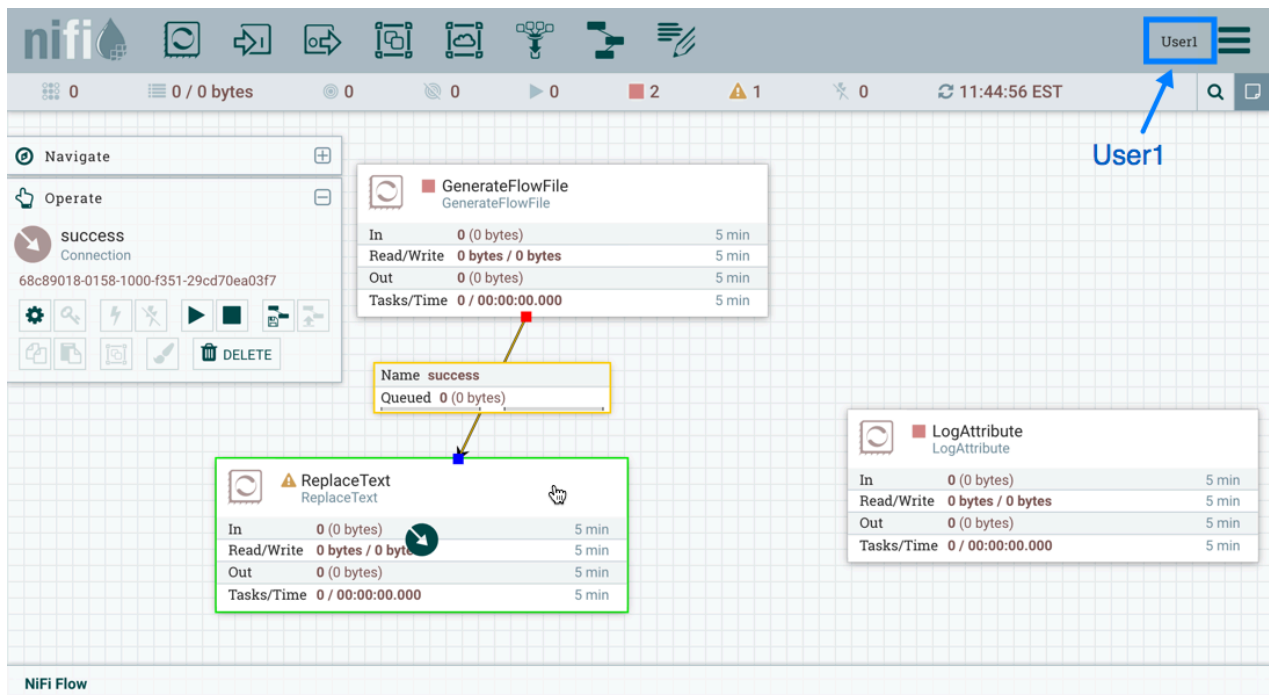 nifi
User1
0
0 / 0 bytes
0
0
0
2
1
0
11:44:56 EST
User1
Navigate
Operate
success
Connection
68c89018-0158-1000-f351-29cd70ea03f7
DELETE
GenerateFlowFile
GenerateFlowFile
In 0 (0 bytes) 5 min
Read/Write 0 bytes / 0 bytes 5 min
Out 0 (0 bytes) 5 min
Tasks/Time 0 / 00:00:00.000 5 min
Name success
Queued 0 (0 bytes)
ReplaceText
ReplaceText
In 0 (0 bytes) 5 min
Read/Write 0 bytes / 0 byte 5 min
Out 0 (0 bytes) 5 min
Tasks/Time 0 / 00:00:00.000 5 min
LogAttribute
LogAttribute
In 0 (0 bytes) 5 min
Read/Write 0 bytes / 0 bytes 5 min
Out 0 (0 bytes) 5 min
Tasks/Time 0 / 00:00:00.000 5 min
NiFi Flow